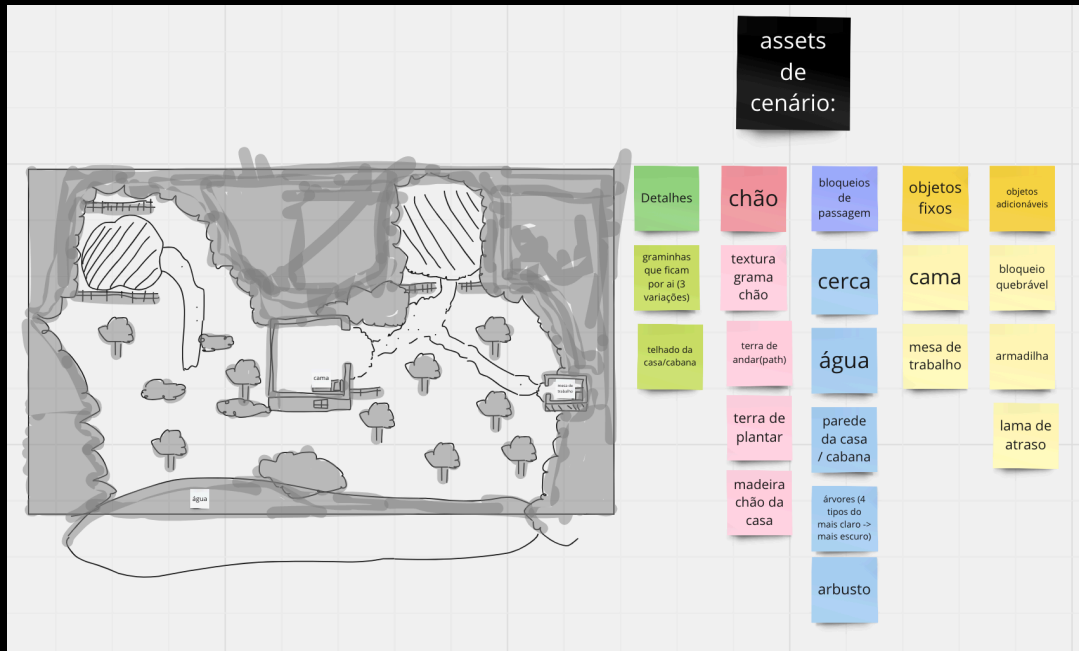 assets
de
cenário:
Detalhes
graminhas
que ficam
por ai (3
variações)
telhado da
casa/cabana
chão
textura
grama
chão
terra de
andar(path)
terra de
plantar
madeira
chão da
casa
bloqueios
de
passagem
cerca
água
parede
da casa
/ cabana
árvores (4
tipos do
mais claro ->
mais escuro)
arbusto
objetos
fixos
cama
mesa de
trabalho
objetos
adicionáveis
bloqueio
quebrável
armadilha
lama de
atraso
cama
mesa de
trabalho
água